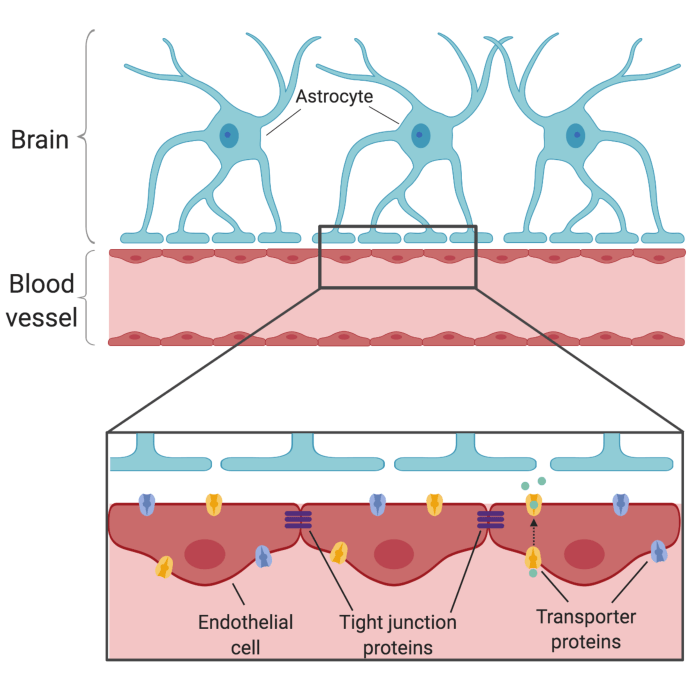 Astrocyte
Brain
Blood
vessel
Endothelial
cell
Tight junction
proteins
Transporter
proteins